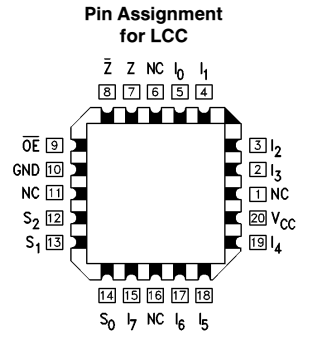 Pin Assignment
for LCC
Z̅ Z NC I₀ I₁
8 7 6 5 4
O̅E̅ 9
GND 10
NC 11
S₂ 12
S₁ 13
3 I₂
2 I₃
1 NC
20 VCC
19 I₄
14 15 16 17 18
S₀ I₇ NC I₆ I₅